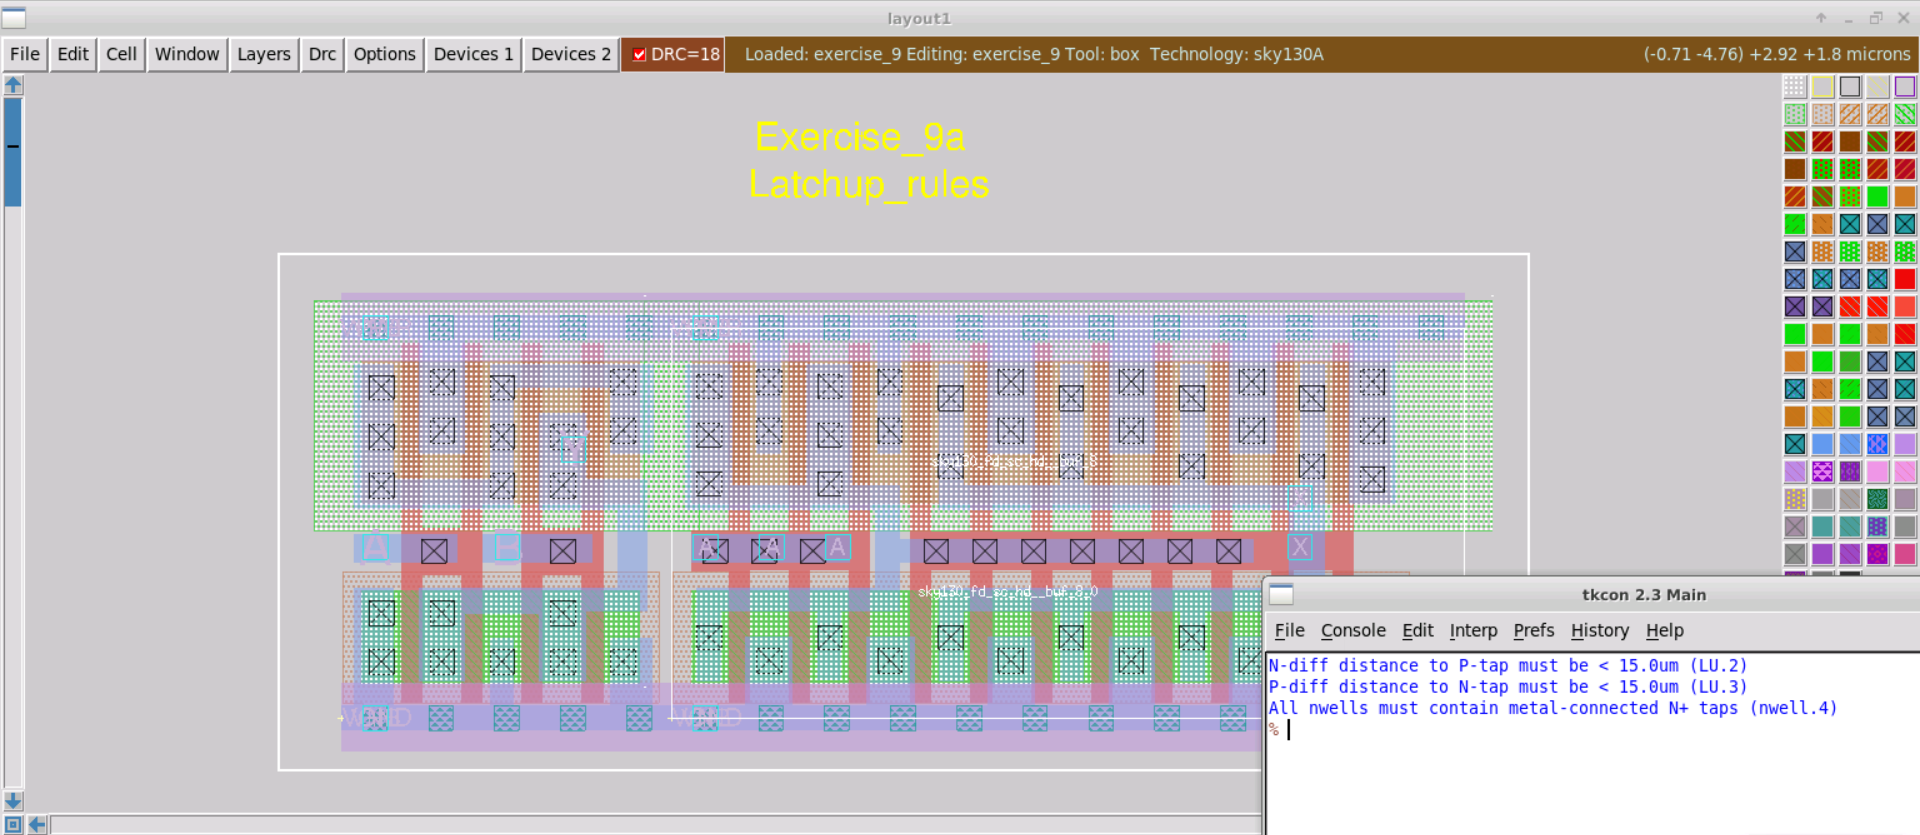 layout1
File Edit Cell Window Layers Drc Options Devices 1 Devices 2 DRC=18 Loaded: exercise_9 Editing: exercise_9 Tool: box Technology: sky130A (-0.71 -4.76) +2.92 +1.8 microns
Exercise_9a
Latchup_rules
A B A A A X
sky130_fd_sc_hd__buf_8_0
tkcon 2.3 Main
File Console Edit Interp Prefs History Help
N-diff distance to P-tap must be < 15.0um (LU.2)
P-diff distance to N-tap must be < 15.0um (LU.3)
All nwells must contain metal-connected N+ taps (nwell.4)
%